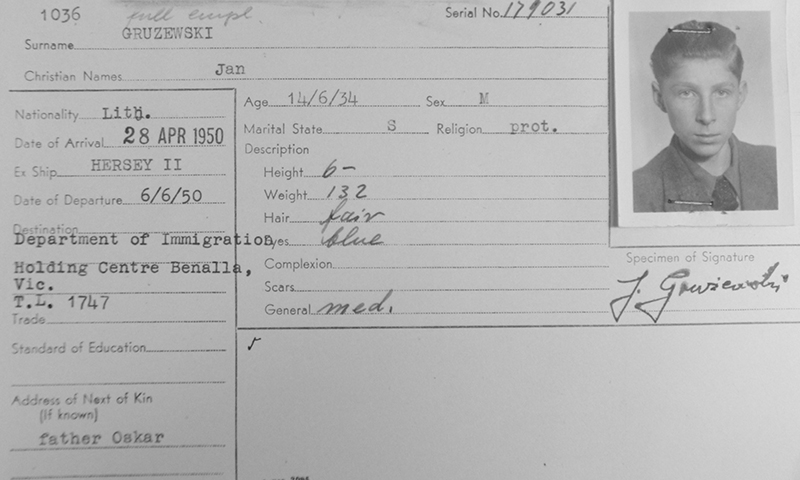 1036 full empl. Serial No. 179031
Surname GRUZEWSKI
Christian Names Jan
Nationality Lith.
Date of Arrival 28 APR 1950
Ex Ship HERSEY II
Date of Departure 6/6/50
Destination
Department of Immigration
Holding Centre Benalla,
Vic.
T.L. 1747
Trade
Standard of Education
Address of Next of Kin
(If known)
father Oskar
Age 14/6/34 Sex M
Marital State S Religion prot.
Description
Height 6-
Weight 132
Hair fair
Eyes blue
Complexion
Scars
General med.
Specimen of Signature
J. Gruzewski